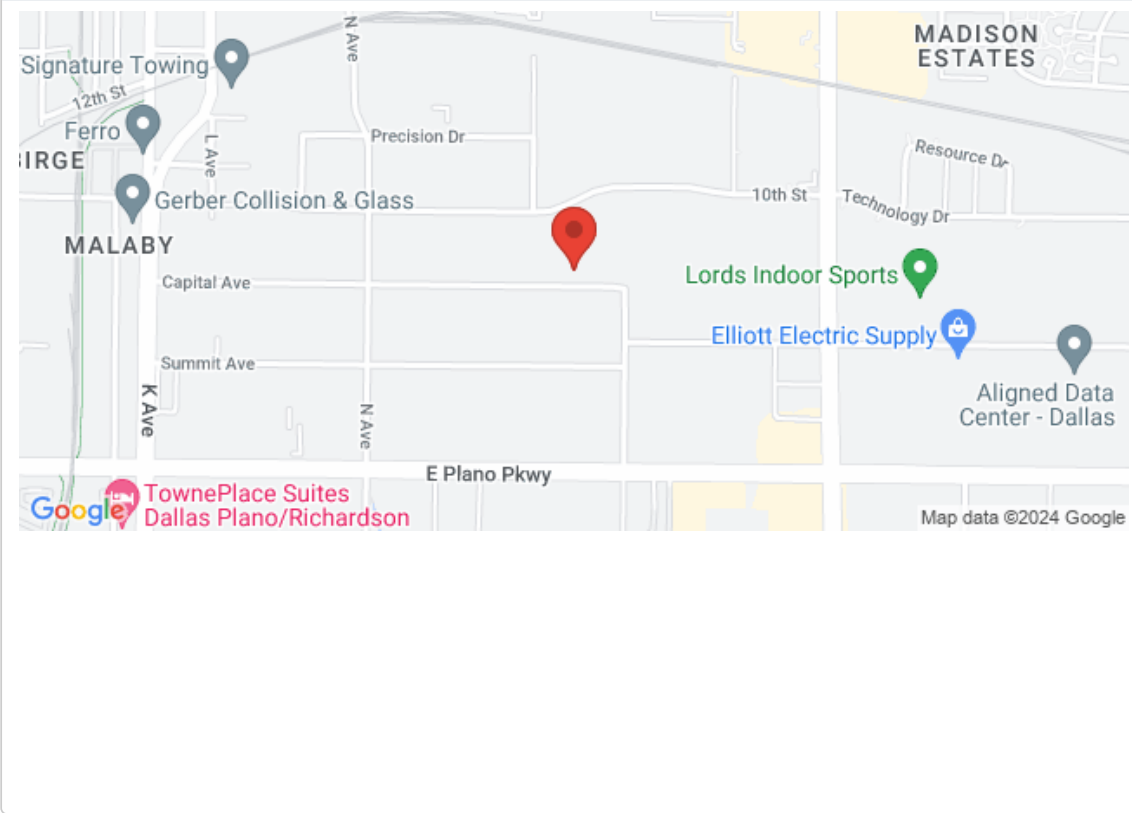 N Ave
MADISON
ESTATES
Signature Towing
12th St
Ferro
L Ave
Precision Dr
Resource Dr
BIRGE
Gerber Collision & Glass
10th St
Technology Dr
MALABY
Capital Ave
Lords Indoor Sports
Elliott Electric Supply
Summit Ave
K Ave
N Ave
Aligned Data
Center - Dallas
E Plano Pkwy
TownePlace Suites
Dallas Plano/Richardson
Google
Map data ©2024 Google